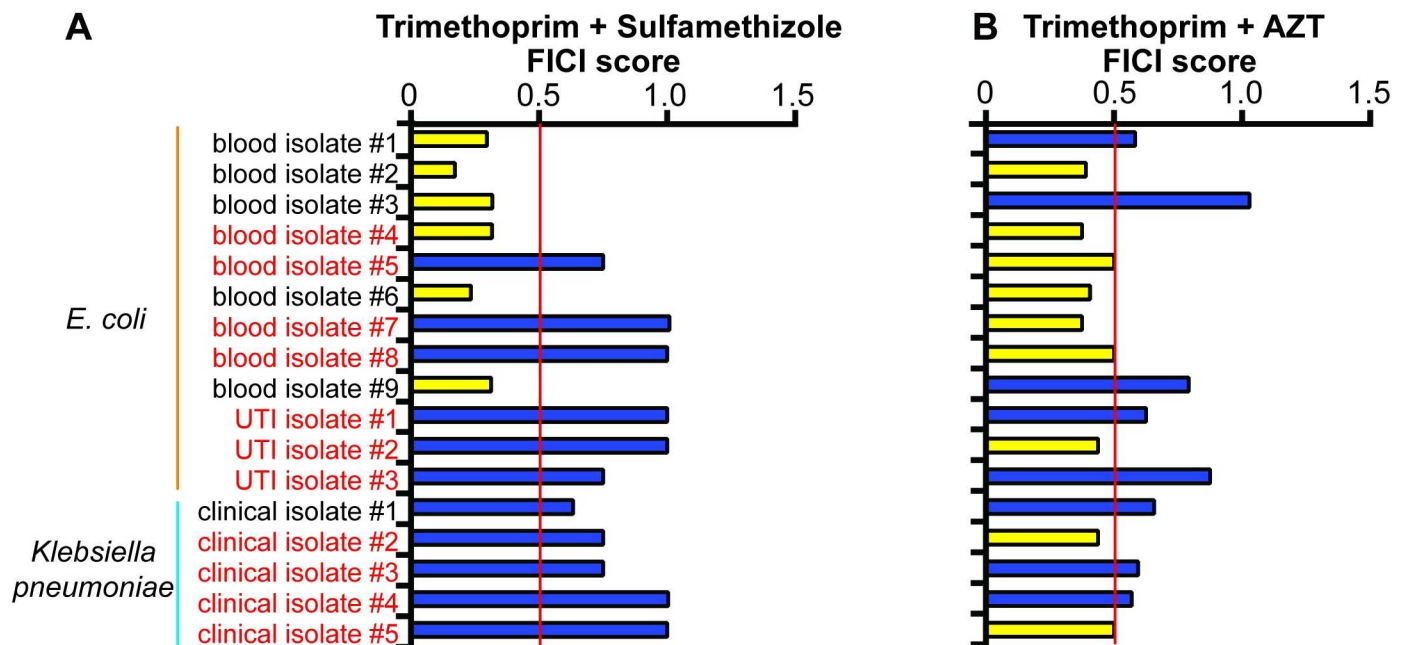 A
Trimethoprim + Sulfamethizole
FICI score
0 0.5 1.0 1.5
B
Trimethoprim + AZT
FICI score
0 0.5 1.0 1.5
E. coli
blood isolate #1
blood isolate #2
blood isolate #3
blood isolate #4
blood isolate #5
blood isolate #6
blood isolate #7
blood isolate #8
blood isolate #9
UTI isolate #1
UTI isolate #2
UTI isolate #3
Klebsiella
pneumoniae
clinical isolate #1
clinical isolate #2
clinical isolate #3
clinical isolate #4
clinical isolate #5